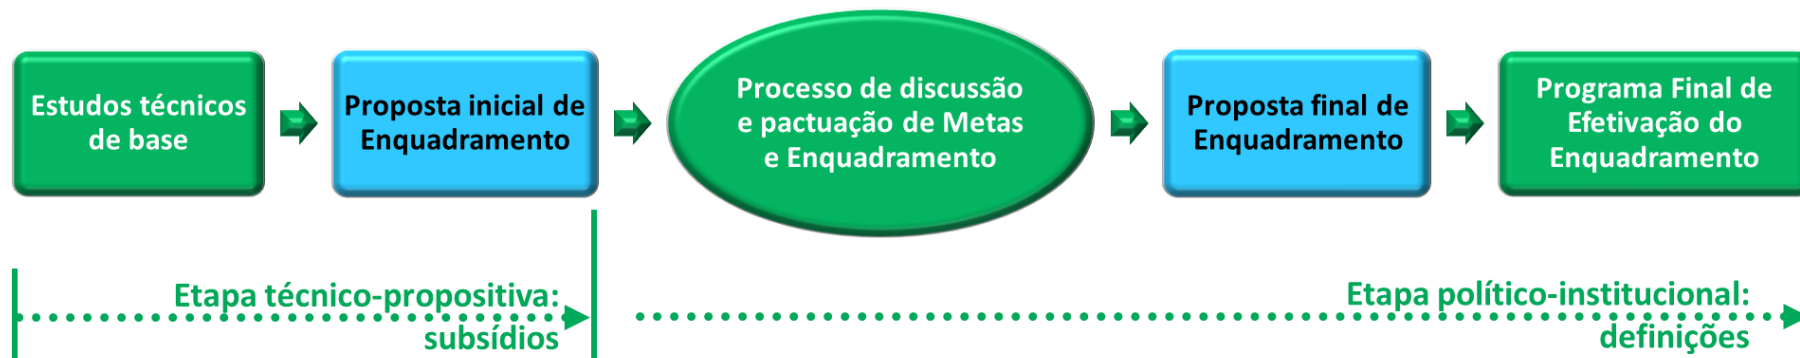 Estudos técnicos
de base
Proposta inicial de
Enquadramento
Processo de discussão
e pactuação de Metas
e Enquadramento
Proposta final de
Enquadramento
Programa Final de
Efetivação do
Enquadramento
Etapa técnico-propositiva:
subsídios
Etapa político-institucional:
definições